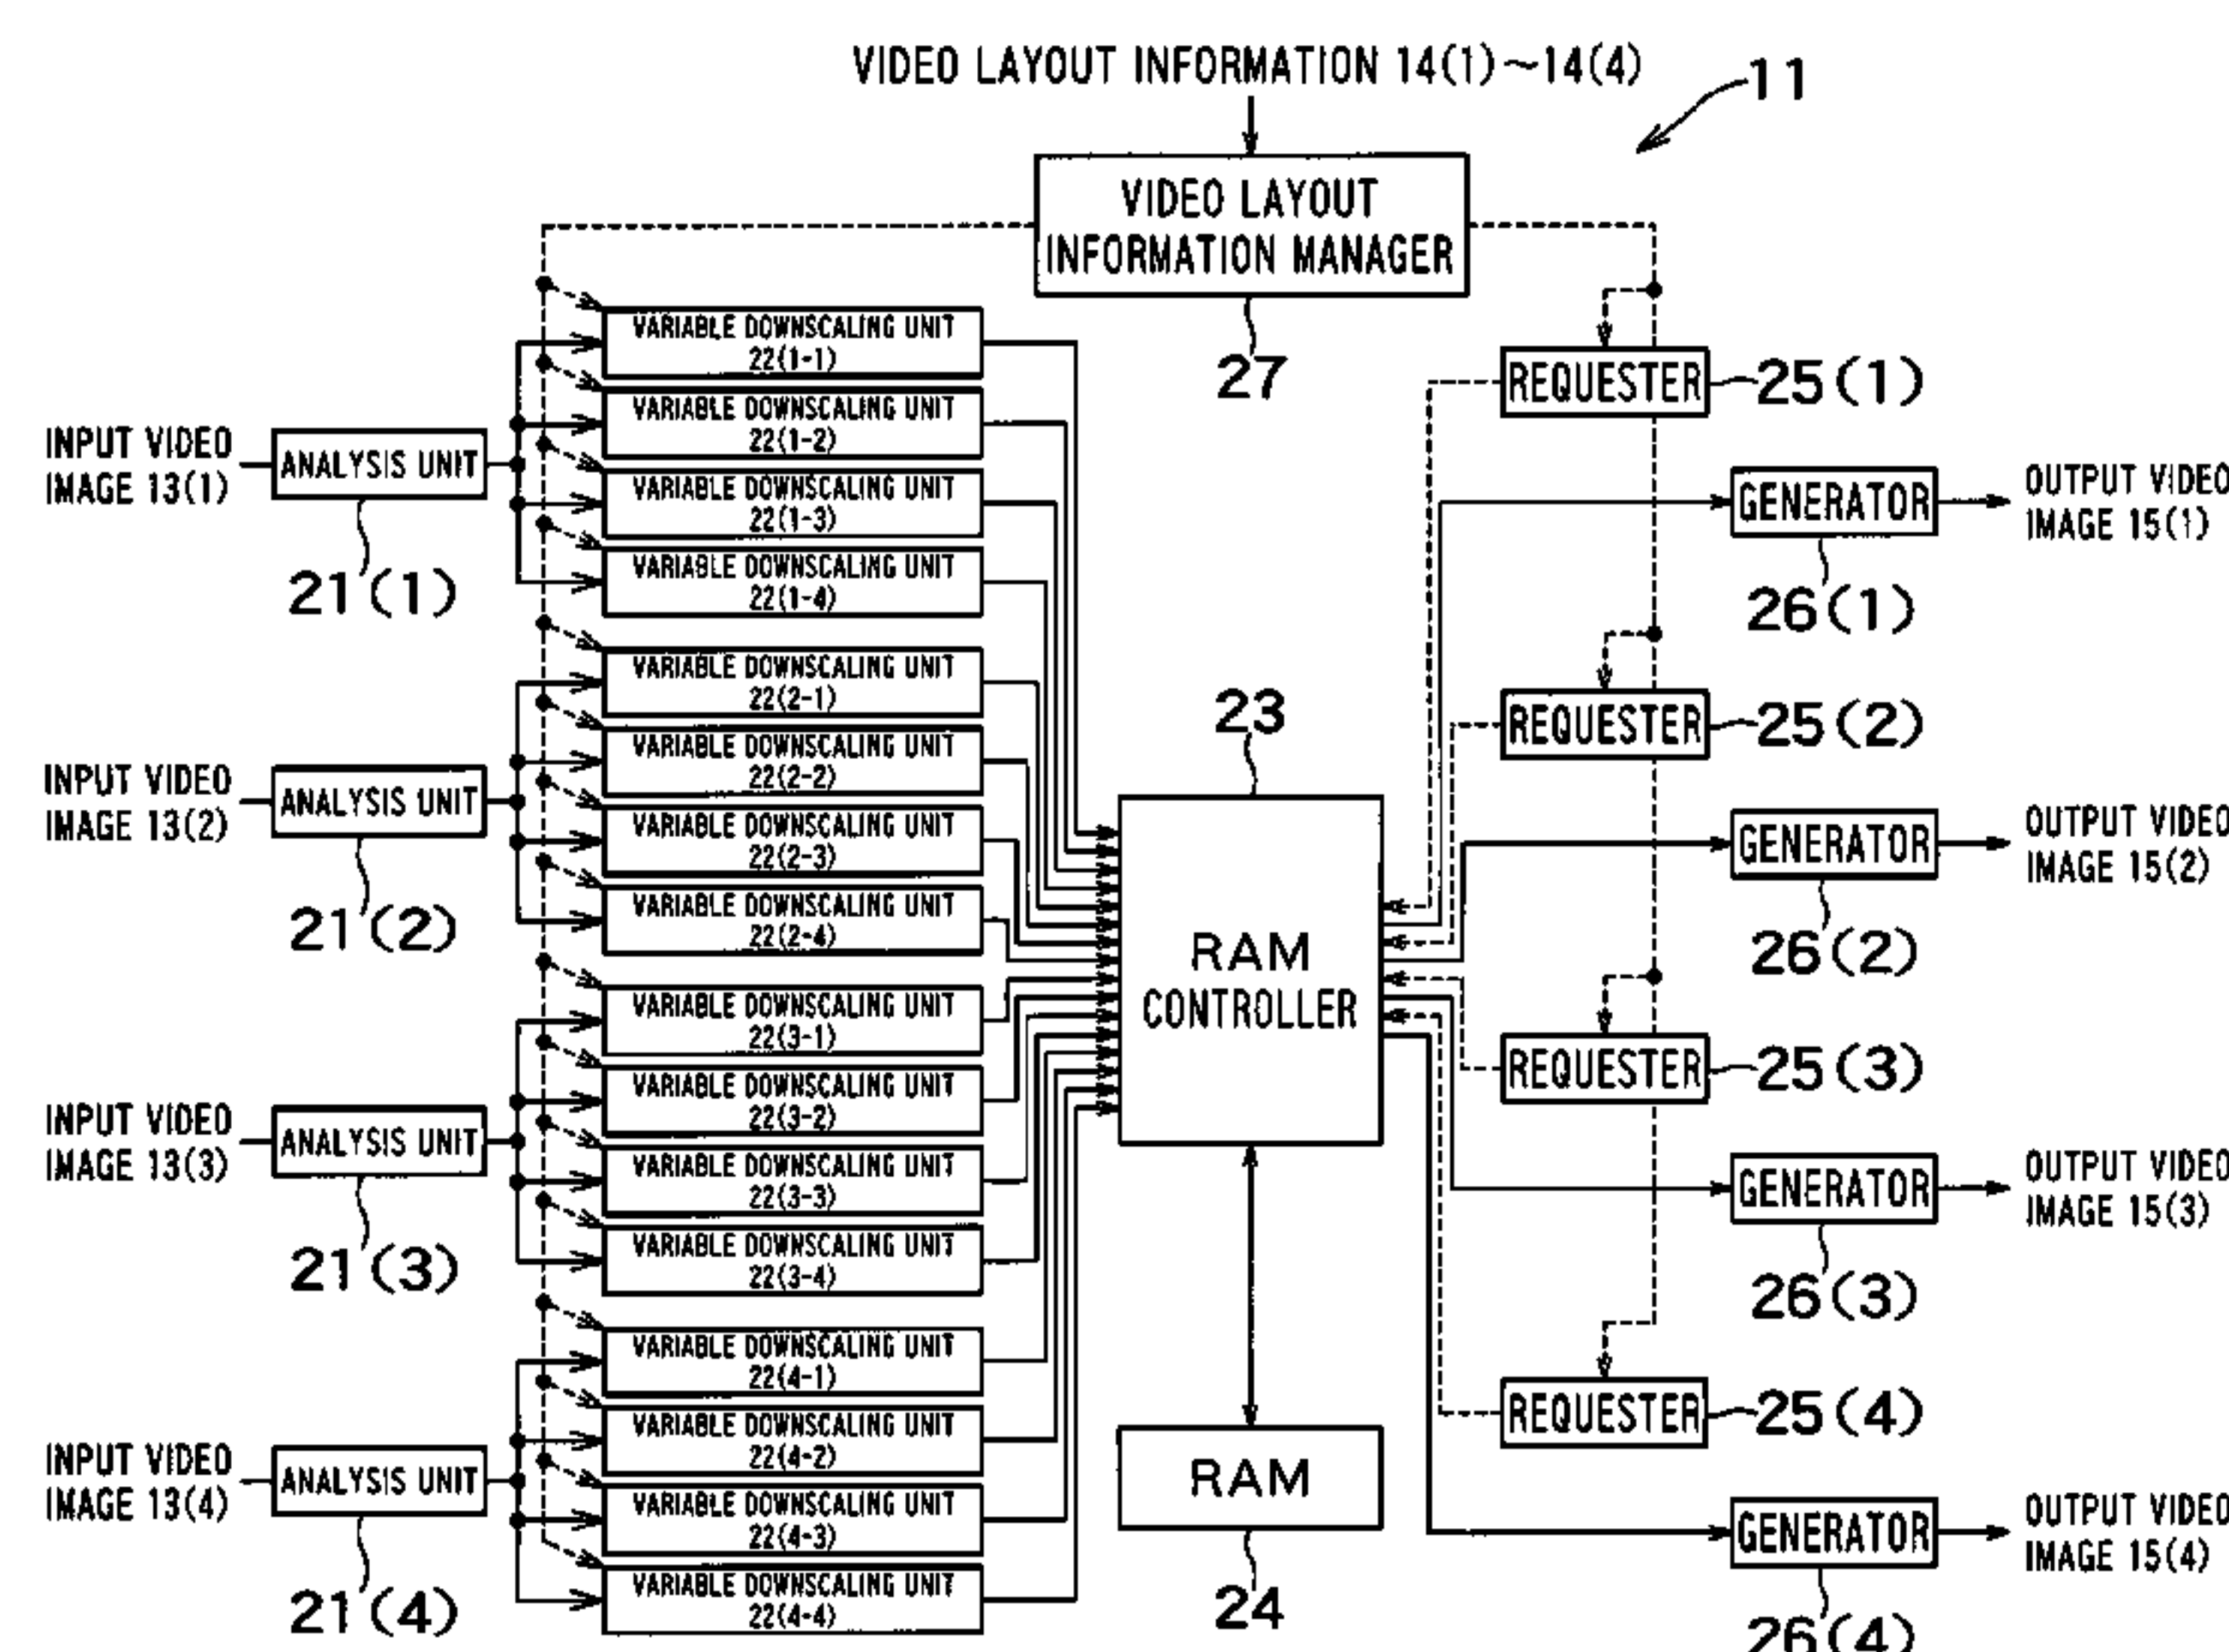 VIDEO LAYOUT INFORMATION 14(1)~14(4)
11
VIDEO LAYOUT
INFORMATION MANAGER
27
INPUT VIDEO
IMAGE 13(1)
ANALYSIS UNIT
21(1)
VARIABLE DOWNSCALING UNIT
22(1-1)
VARIABLE DOWNSCALING UNIT
22(1-2)
VARIABLE DOWNSCALING UNIT
22(1-3)
VARIABLE DOWNSCALING UNIT
22(1-4)
INPUT VIDEO
IMAGE 13(2)
ANALYSIS UNIT
21(2)
VARIABLE DOWNSCALING UNIT
22(2-1)
VARIABLE DOWNSCALING UNIT
22(2-2)
VARIABLE DOWNSCALING UNIT
22(2-3)
VARIABLE DOWNSCALING UNIT
22(2-4)
INPUT VIDEO
IMAGE 13(3)
ANALYSIS UNIT
21(3)
VARIABLE DOWNSCALING UNIT
22(3-1)
VARIABLE DOWNSCALING UNIT
22(3-2)
VARIABLE DOWNSCALING UNIT
22(3-3)
VARIABLE DOWNSCALING UNIT
22(3-4)
INPUT VIDEO
IMAGE 13(4)
ANALYSIS UNIT
21(4)
VARIABLE DOWNSCALING UNIT
22(4-1)
VARIABLE DOWNSCALING UNIT
22(4-2)
VARIABLE DOWNSCALING UNIT
22(4-3)
VARIABLE DOWNSCALING UNIT
22(4-4)
23
RAM
CONTROLLER
RAM
24
REQUESTER
25(1)
GENERATOR
26(1)
OUTPUT VIDEO
IMAGE 15(1)
REQUESTER
25(2)
GENERATOR
26(2)
OUTPUT VIDEO
IMAGE 15(2)
REQUESTER
25(3)
GENERATOR
26(3)
OUTPUT VIDEO
IMAGE 15(3)
REQUESTER
25(4)
GENERATOR
26(4)
OUTPUT VIDEO
IMAGE 15(4)